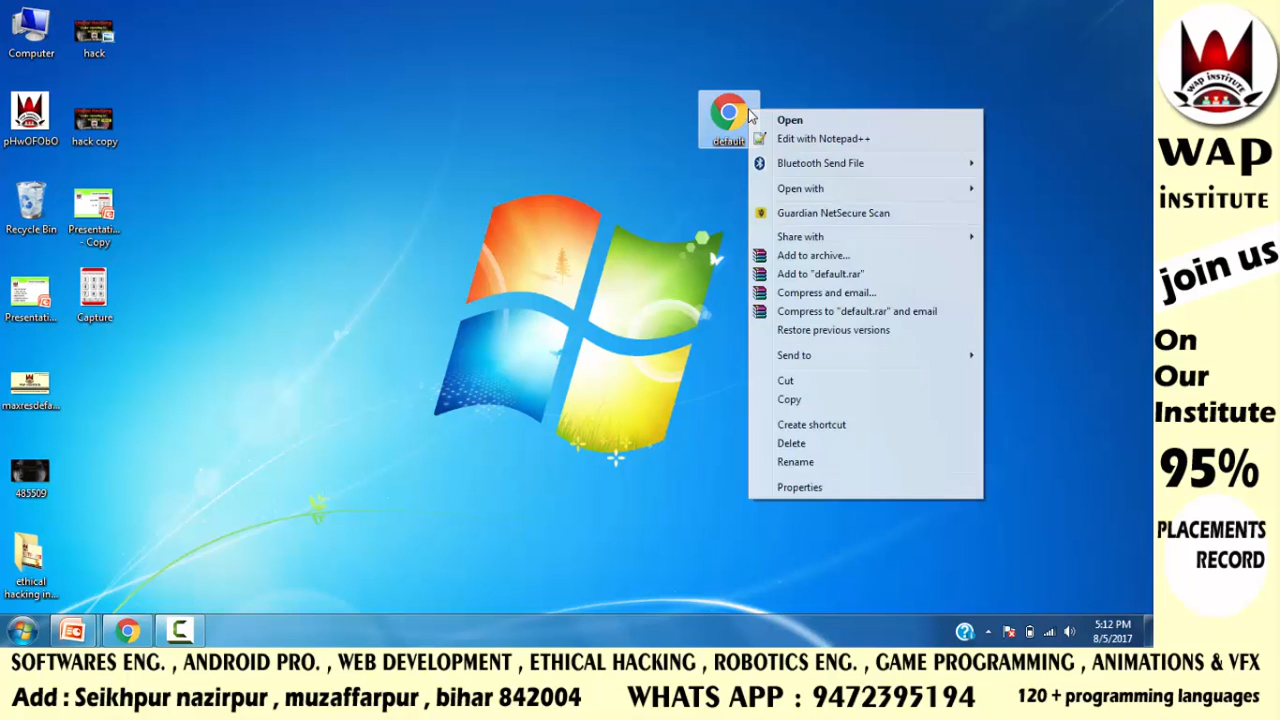 Computer
hack
pHwOFObO
hack copy
Recycle Bin
Presentati...
- Copy
Presentati...
Capture
maxresdefa...
485509
ethical
hacking in...
default
Open
Edit with Notepad++
Bluetooth Send File
Open with
Guardian NetSecure Scan
Share with
Add to archive...
Add to "default.rar"
Compress and email...
Compress to "default.rar" and email
Restore previous versions
Send to
Cut
Copy
Create shortcut
Delete
Rename
Properties
5:12 PM
8/5/2017
WAP INSTITUTE
WAP
INSTITUTE
join us
On
Our
Institute
95%
PLACEMENTS
RECORD
SOFTWARES ENG. , ANDROID PRO. , WEB DEVELOPMENT , ETHICAL HACKING , ROBOTICS ENG. , GAME PROGRAMMING , ANIMATIONS & VFX
Add : Seikhpur nazirpur , muzaffarpur , bihar 842004 WHATS APP : 9472395194 120 + programming languages